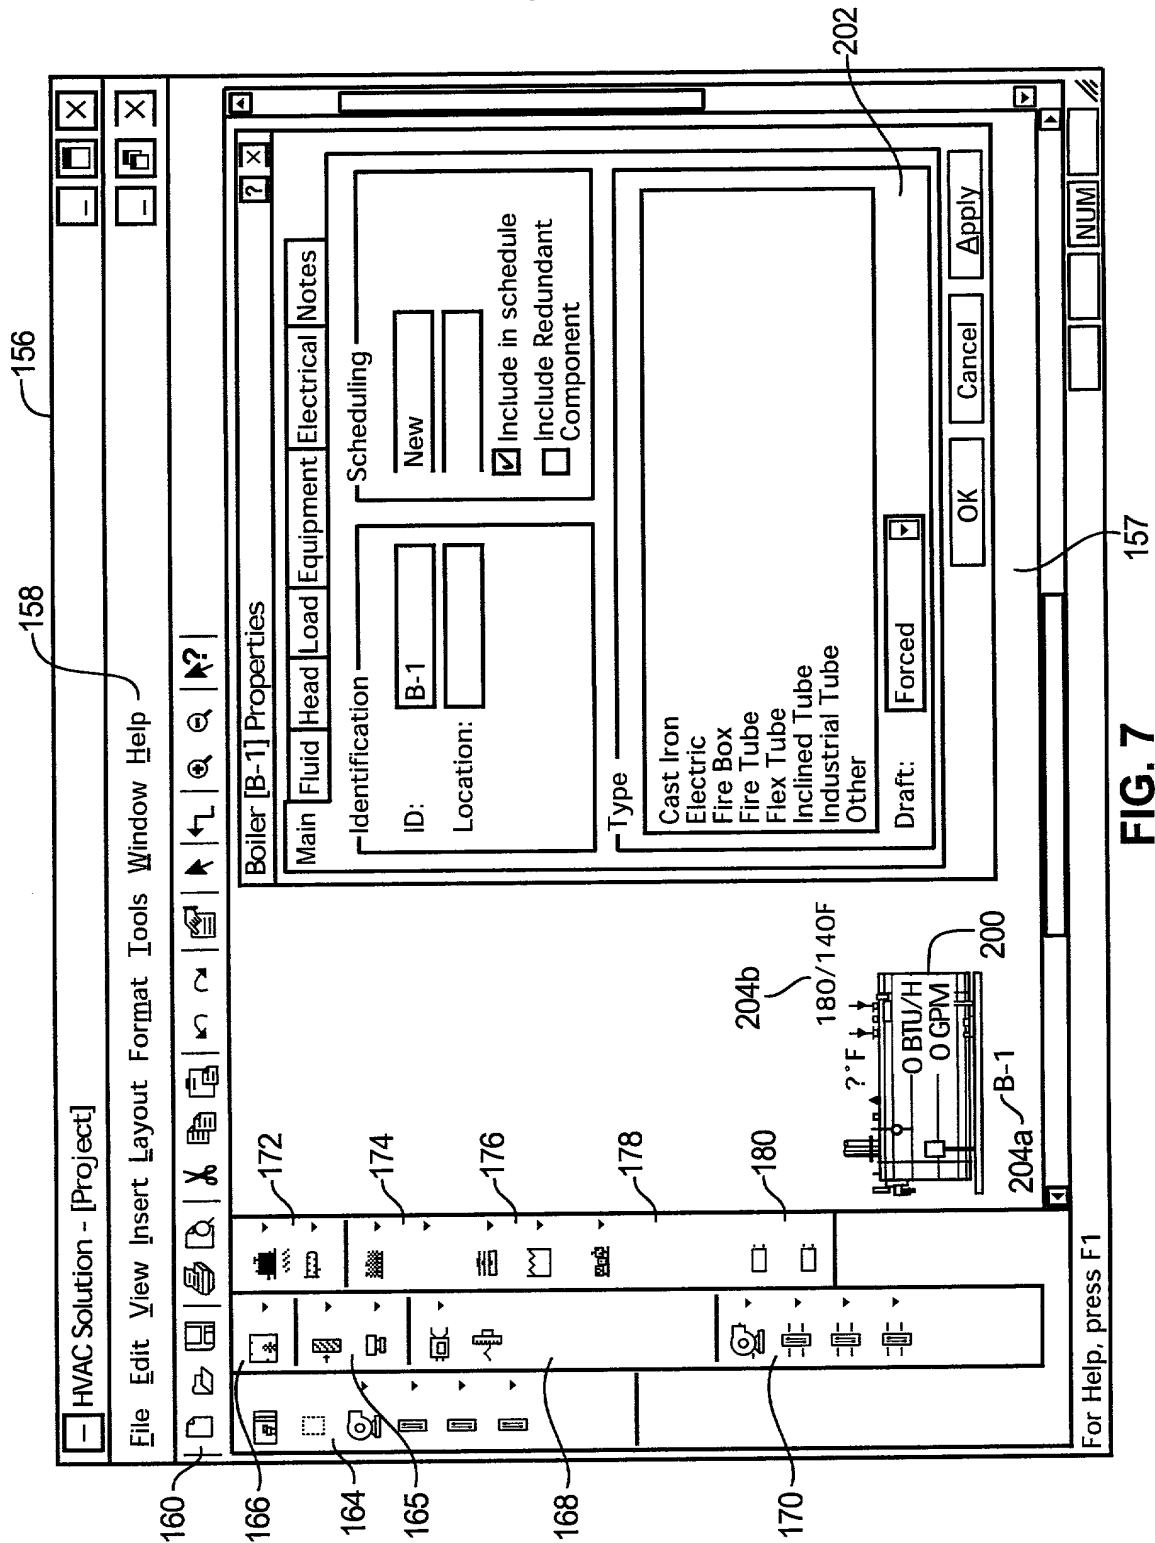 156
158
HVAC Solution - [Project]
File Edit View Insert Layout Format Tools Window Help
160
166
164
165
168
170
172
174
176
178
180
Boiler [B-1] Properties
Main Fluid Head Load Equipment Electrical Notes
Identification
ID: B-1
Location:
Scheduling
New
Include in schedule
Include Redundant
Component
Type
Cast Iron
Electric
Fire Box
Fire Tube
Flex Tube
Inclined Tube
Industrial Tube
Other
Draft: Forced
202
OK Cancel Apply
204b
180/140F
?°F
0 BTU/H
0 GPM
200
204a B-1
157
For Help, press F1
NUM
FIG. 7